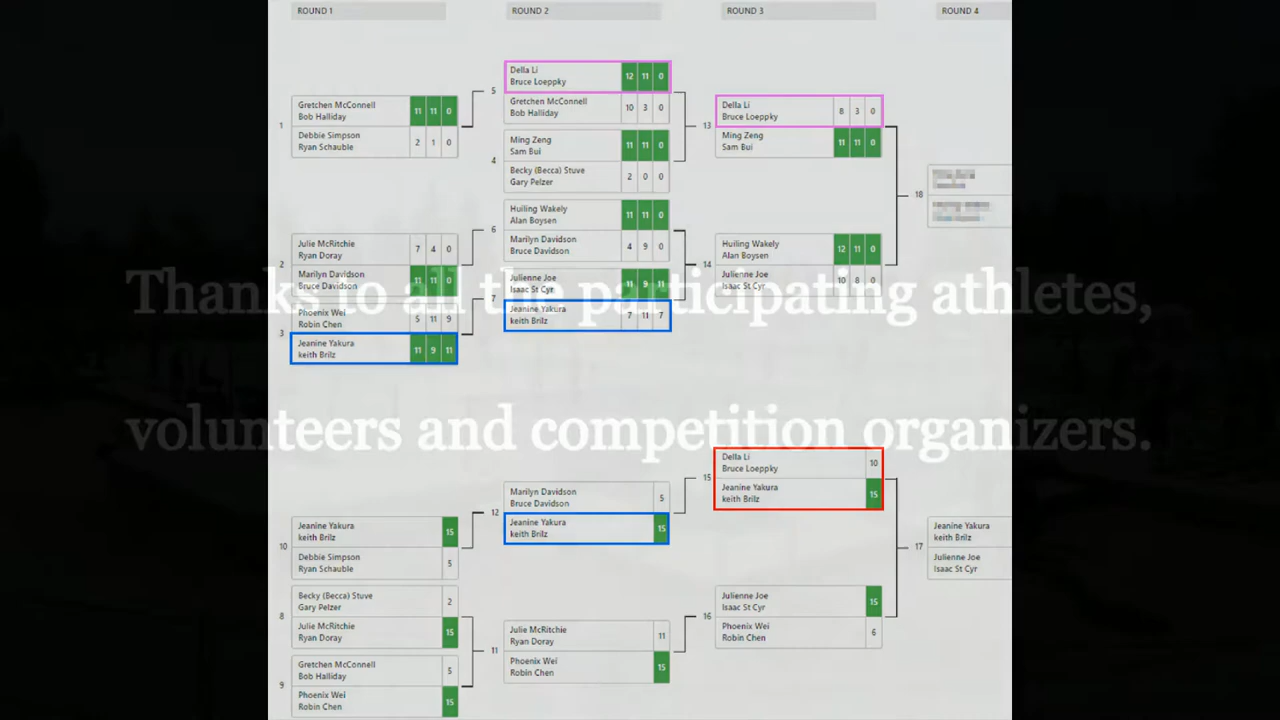 ROUND 1
ROUND 2
ROUND 3
ROUND 4
1
Gretchen McConnell
Bob Halliday
11 11 0
Debbie Simpson
Ryan Schauble
2 1 0
2
Julie McRitchie
Ryan Doray
7 4 0
Marilyn Davidson
Bruce Davidson
11 11 0
3
Phoenix Wei
Robin Chen
5 11 9
Jeanine Yakura
keith Brilz
11 9 11
5
Della Li
Bruce Loeppky
12 11 0
Gretchen McConnell
Bob Halliday
10 3 0
4
Ming Zeng
Sam Bui
11 11 0
Becky (Becca) Stuve
Gary Pelzer
2 0 0
6
Huiling Wakely
Alan Boysen
11 11 0
Marilyn Davidson
Bruce Davidson
4 9 0
7
Julienne Joe
Isaac St Cyr
11 9 11
Jeanine Yakura
keith Brilz
7 11 7
13
Della Li
Bruce Loeppky
8 3 0
Ming Zeng
Sam Bui
11 11 0
14
Huiling Wakely
Alan Boysen
12 11 0
Julienne Joe
Isaac St Cyr
10 8 0
18
Thanks to all the participating athletes,
volunteers and competition organizers.
10
Jeanine Yakura
keith Brilz
15
Debbie Simpson
Ryan Schauble
5
8
Becky (Becca) Stuve
Gary Pelzer
2
Julie McRitchie
Ryan Doray
15
9
Gretchen McConnell
Bob Halliday
5
Phoenix Wei
Robin Chen
15
12
Marilyn Davidson
Bruce Davidson
5
Jeanine Yakura
keith Brilz
15
11
Julie McRitchie
Ryan Doray
11
Phoenix Wei
Robin Chen
15
15
Della Li
Bruce Loeppky
10
Jeanine Yakura
keith Brilz
15
16
Julienne Joe
Isaac St Cyr
15
Phoenix Wei
Robin Chen
6
17
Jeanine Yakura
keith Brilz
Julienne Joe
Isaac St Cyr